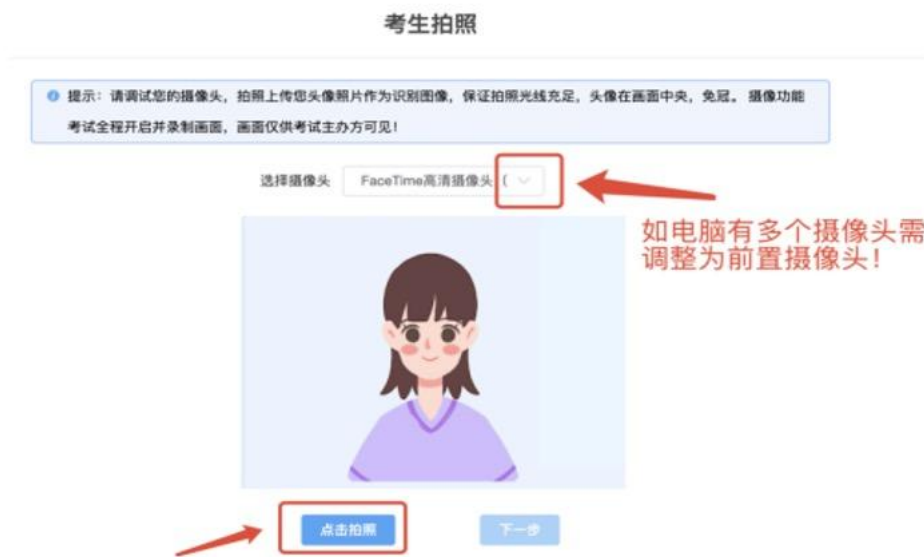 考生拍照
提示：请调试您的摄像头，拍照上传您头像照片作为识别图像，保证拍照光线充足，头像在画面中央，免冠。摄像功能
考试全程开启并录制画面，画面仅供考试主办方可见！
选择摄像头 FaceTime高清摄像头（
如电脑有多个摄像头需
调整为前置摄像头！
点击拍照 下一步